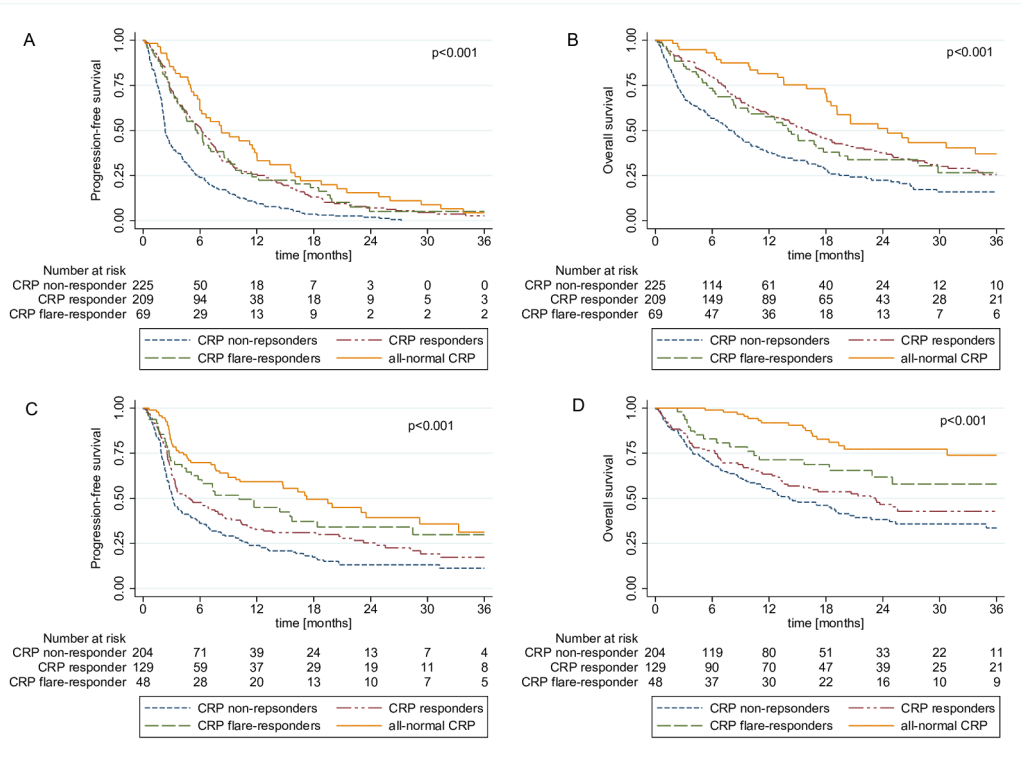 A
p<0.001
Progression-free survival
1.00
0.75
0.50
0.25
0.00
0 6 12 18 24 30 36
time [months]
Number at risk
CRP non-responder 225 50 18 7 3 0 0
CRP responder 209 94 38 18 9 5 3
CRP flare-responders 69 29 13 9 2 2 2
CRP non-repsonders CRP responders
CRP flare-responders all-normal CRP
B
p<0.001
Overall survival
1.00
0.75
0.50
0.25
0.00
0 6 12 18 24 30 36
time [months]
Number at risk
CRP non-responder 225 114 61 40 24 12 10
CRP responder 209 149 89 65 43 28 21
CRP flare-responders 69 47 36 18 13 7 6
CRP non-repsonders CRP responders
CRP flare-responders all-normal CRP
C
p<0.001
Progression-free survival
1.00
0.75
0.50
0.25
0.00
0 6 12 18 24 30 36
time [months]
Number at risk
CRP non-responder 204 71 39 24 13 7 4
CRP responder 129 59 37 29 19 11 8
CRP flare-responders 48 28 20 13 10 7 5
CRP non-repsonders CRP responders
CRP flare-responders all-normal CRP
D
p<0.001
Overall survival
1.00
0.75
0.50
0.25
0.00
0 6 12 18 24 30 36
time [months]
Number at risk
CRP non-responder 204 119 80 51 33 22 11
CRP responder 129 90 70 47 39 25 21
CRP flare-responders 48 37 30 22 16 10 9
CRP non-repsonders CRP responders
CRP flare-responders all-normal CRP